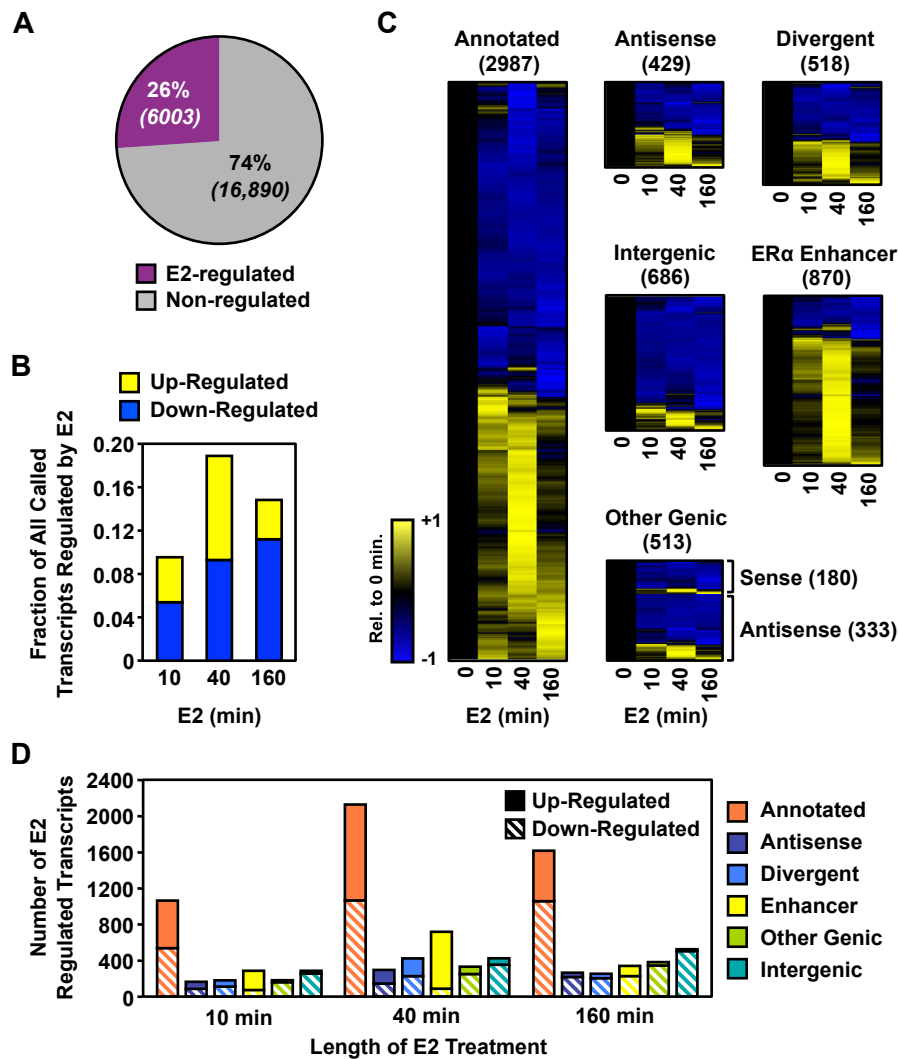 A
26%
(6003)
74%
(16,890)
E2-regulated
Non-regulated
B
Up-Regulated
Down-Regulated
Fraction of All Called
Transcripts Regulated by E2
0.20
0.16
0.12
0.08
0.04
0
10 40 160
E2 (min)
C
Annotated
(2987)
Rel. to 0 min.
+1
-1
0 10 40 160
E2 (min)
Antisense
(429)
0 10 40 160
Divergent
(518)
0 10 40 160
Intergenic
(686)
0 10 40 160
ERα Enhancer
(870)
0 10 40 160
Other Genic
(513)
Sense (180)
Antisense (333)
0 10 40 160
E2 (min)
D
Number of E2
Regulated Transcripts
2400
2000
1600
1200
800
400
0
Up-Regulated
Down-Regulated
10 min 40 min 160 min
Length of E2 Treatment
Annotated
Antisense
Divergent
Enhancer
Other Genic
Intergenic